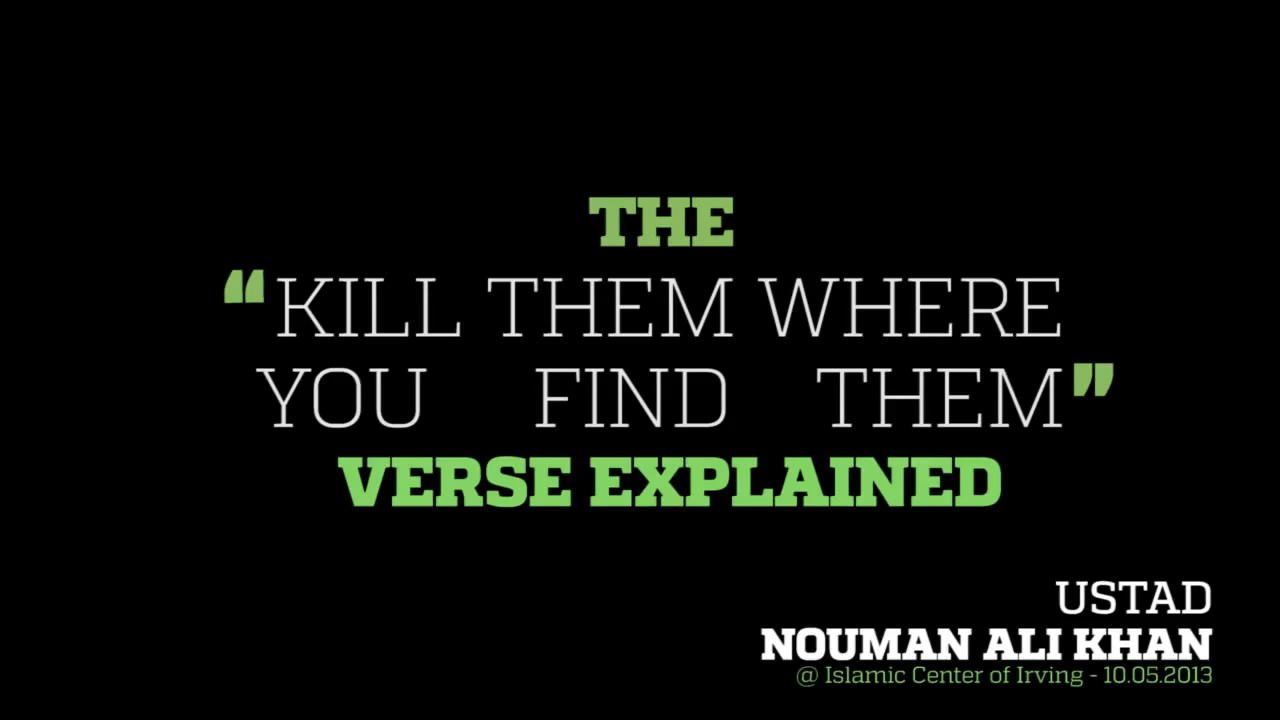 THE
“KILL THEM WHERE
YOU FIND THEM”
VERSE EXPLAINED
USTAD
NOUMAN ALI KHAN
@ Islamic Center of Irving - 10.05.2013